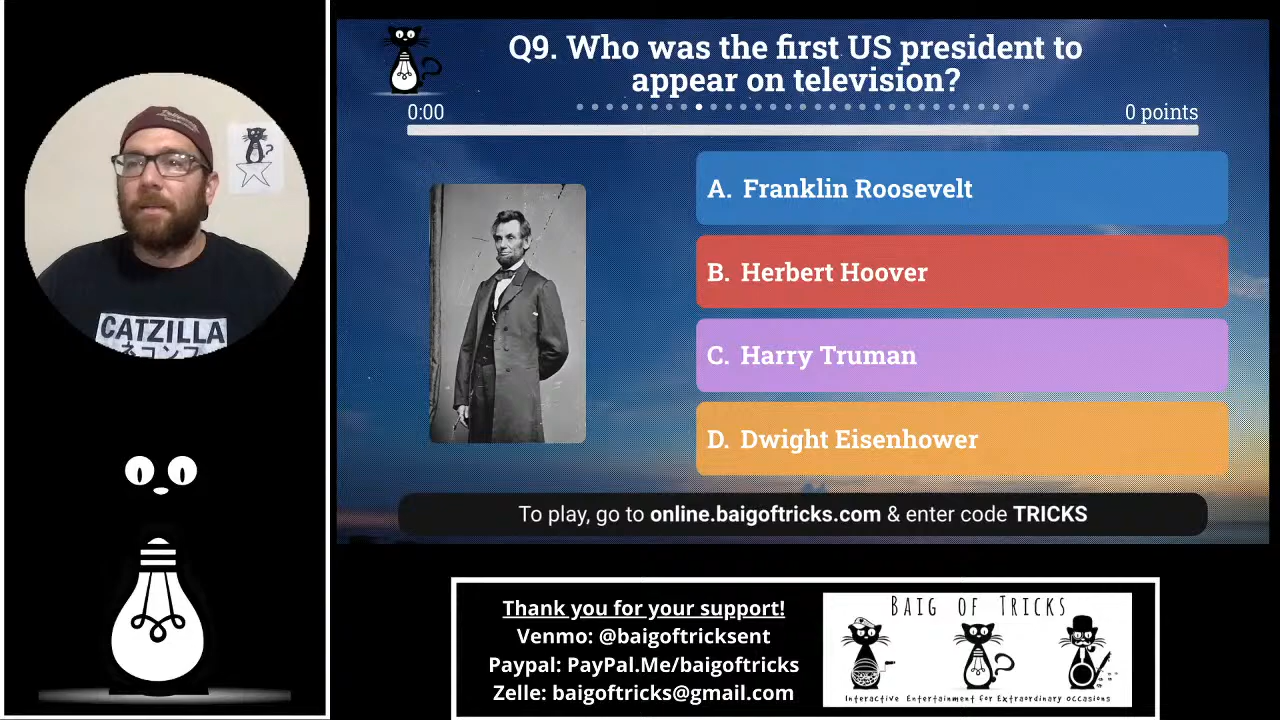 Q9. Who was the first US president to
appear on television?
0:00
0 points
A. Franklin Roosevelt
B. Herbert Hoover
C. Harry Truman
D. Dwight Eisenhower
To play, go to online.baigoftricks.com & enter code TRICKS
CATZILLA
Thank you for your support!
Venmo: @baigoftricksent
Paypal: PayPal.Me/baigoftricks
Zelle: baigoftricks@gmail.com
BAIG OF TRICKS
Interactive Entertainment for Extraordinary occasions